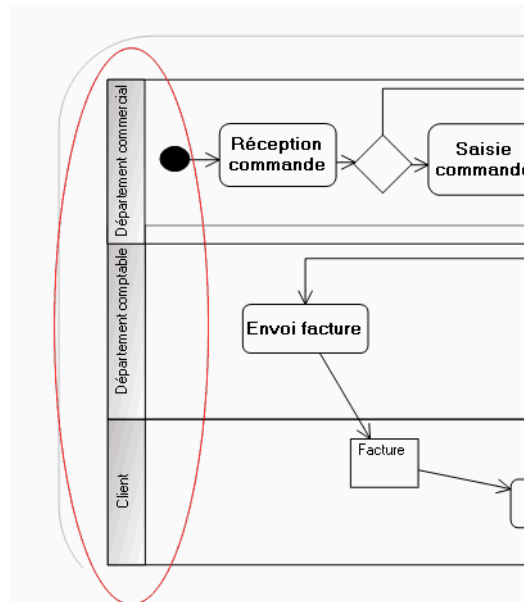 Département commercial
Réception
commande
Saisie
commande
Département comptable
Envoi facture
Client
Facture